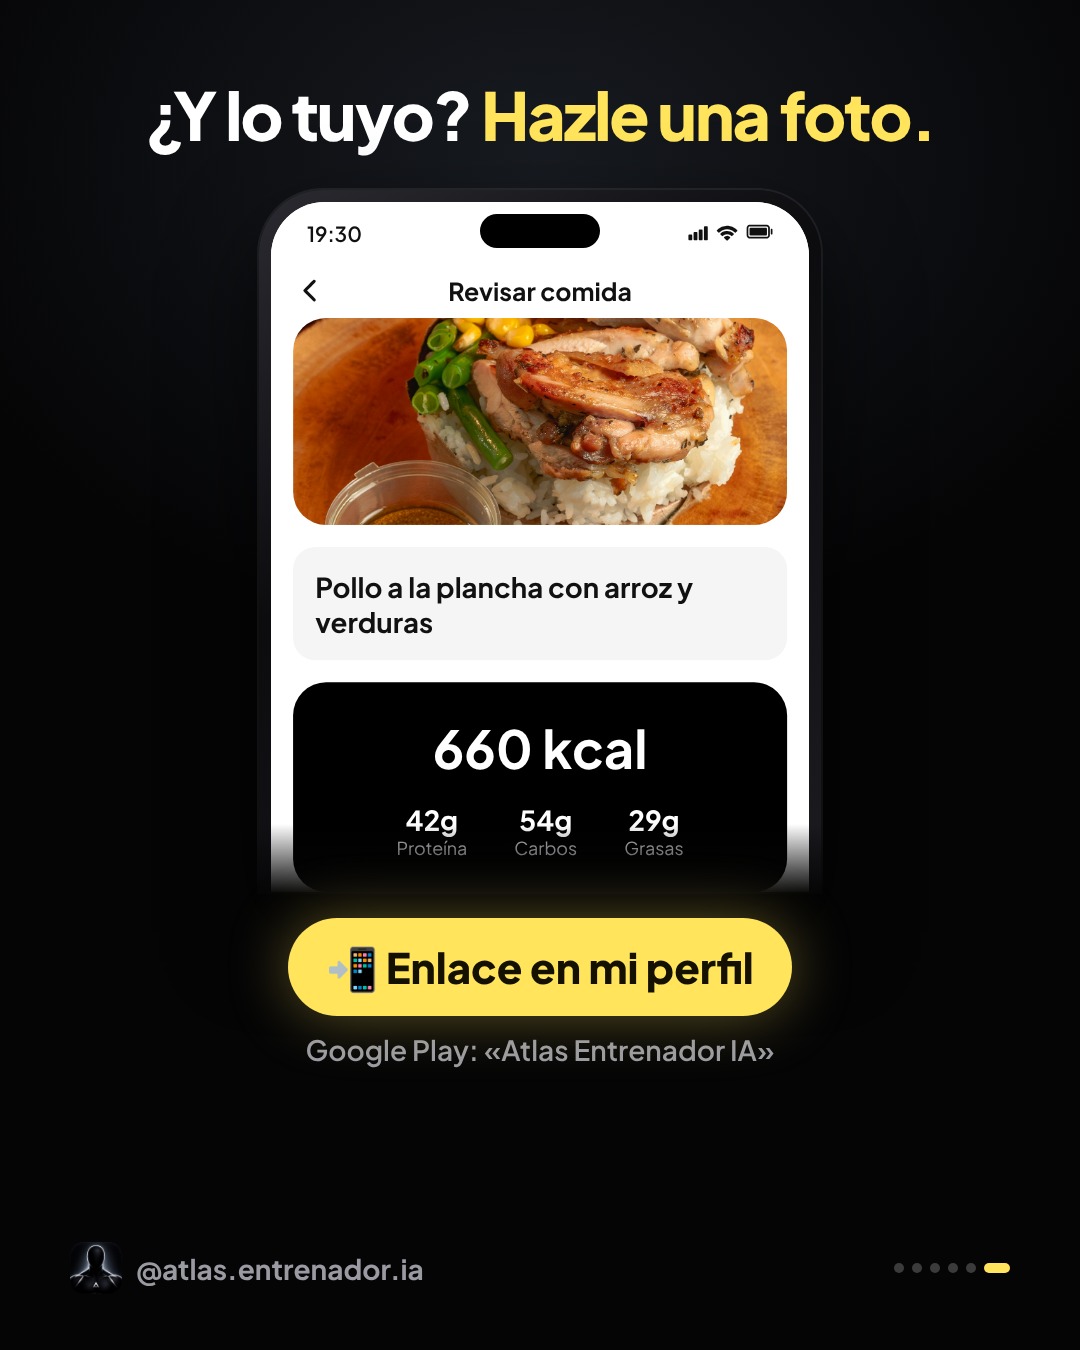 ¿Y lo tuyo? Hazle una foto.
19:30
Revisar comida
Pollo a la plancha con arroz y
verduras
660 kcal
42g 54g 29g
Proteína Carbos Grasas
📲 Enlace en mi perfil
Google Play: «Atlas Entrenador IA»
@atlas.entrenador.ia